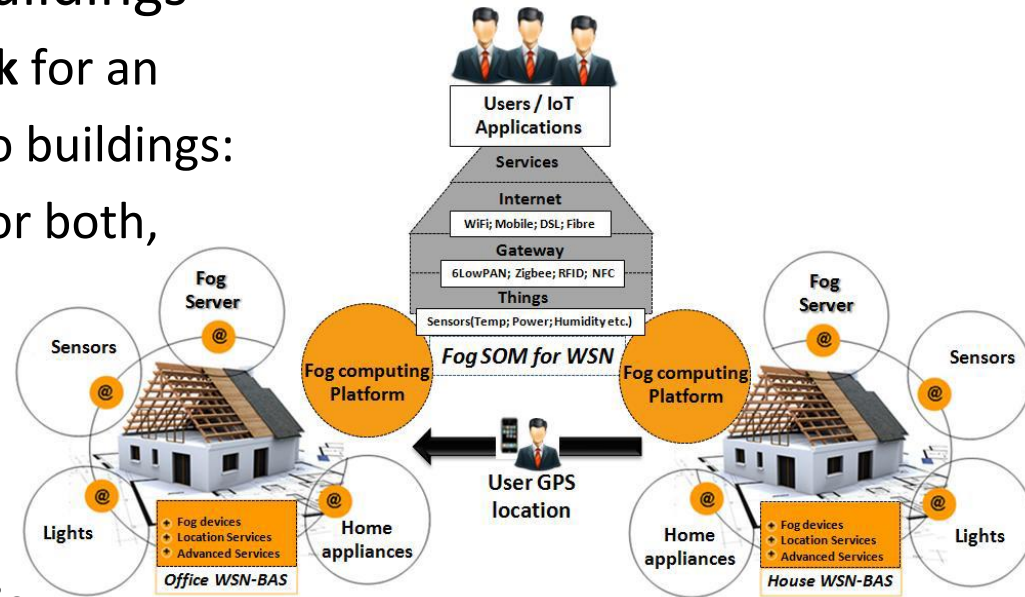 uildings
k for an
o buildings:
or both,
Users / IoT
Applications
Services
Internet
WiFi; Mobile; DSL; Fibre
Gateway
6LowPAN; Zigbee; RFID; NFC
Things
Sensors(Temp; Power; Humidity etc.)
Fog SOM for WSN
Fog
Server
@
Sensors
@
Lights
@
Home
appliances
@
Fog devices
Location Services
Advanced Services
Office WSN-BAS
Fog computing
Platform
User GPS
location
Fog computing
Platform
Fog
Server
@
Sensors
@
Home
appliances
@
Lights
@
Fog devices
Location Services
Advanced Services
House WSN-BAS